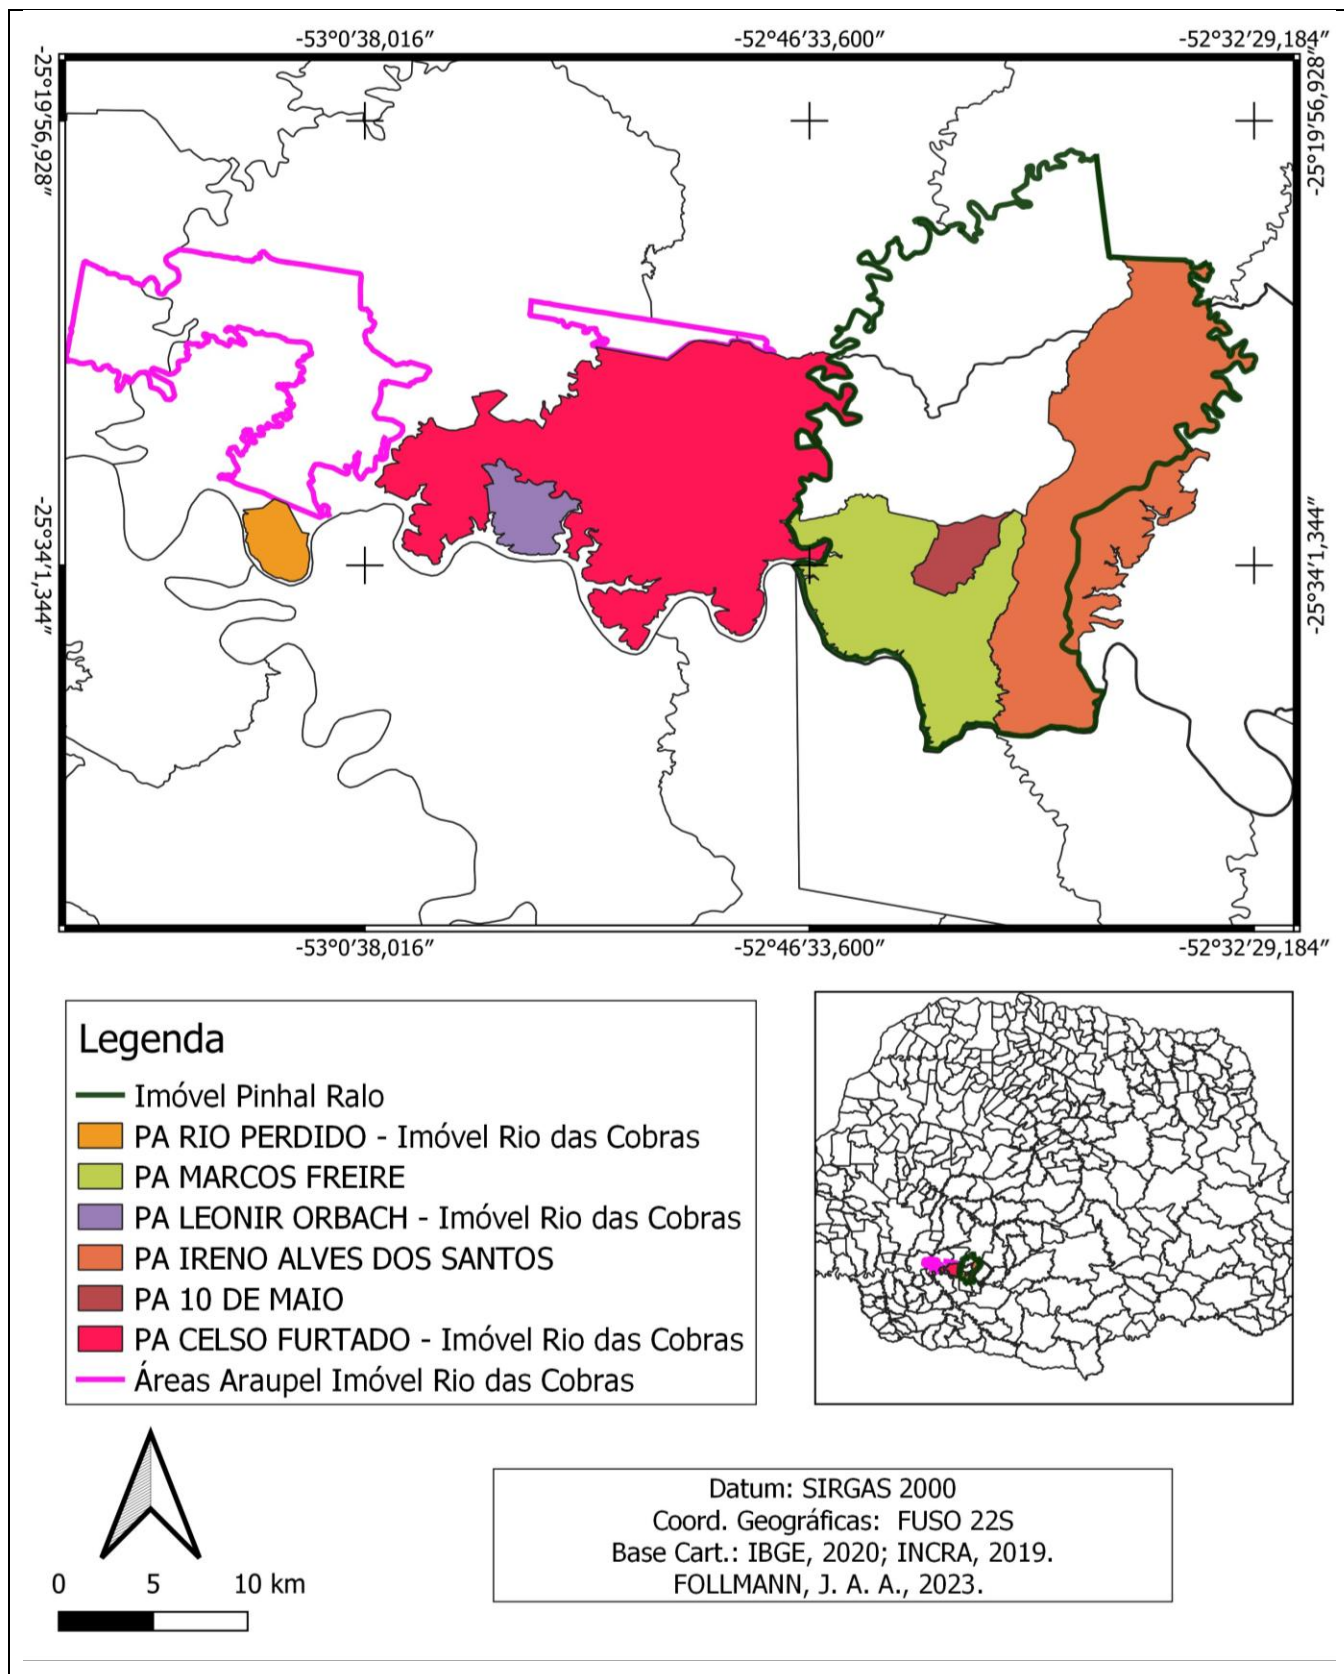 -53°0′38,016″ -52°46′33,600″ -52°32′29,184″
-25°19′56,928″
-25°19′56,928″
-25°34′1,344″
-25°34′1,344″
-53°0′38,016″ -52°46′33,600″ -52°32′29,184″
Legenda
Imóvel Pinhal Ralo
PA RIO PERDIDO - Imóvel Rio das Cobras
PA MARCOS FREIRE
PA LEONIR ORBACH - Imóvel Rio das Cobras
PA IRENO ALVES DOS SANTOS
PA 10 DE MAIO
PA CELSO FURTADO - Imóvel Rio das Cobras
Áreas Araupel Imóvel Rio das Cobras
0 5 10 km
Datum: SIRGAS 2000
Coord. Geográficas: FUSO 22S
Base Cart.: IBGE, 2020; INCRA, 2019.
FOLLMANN, J. A. A., 2023.